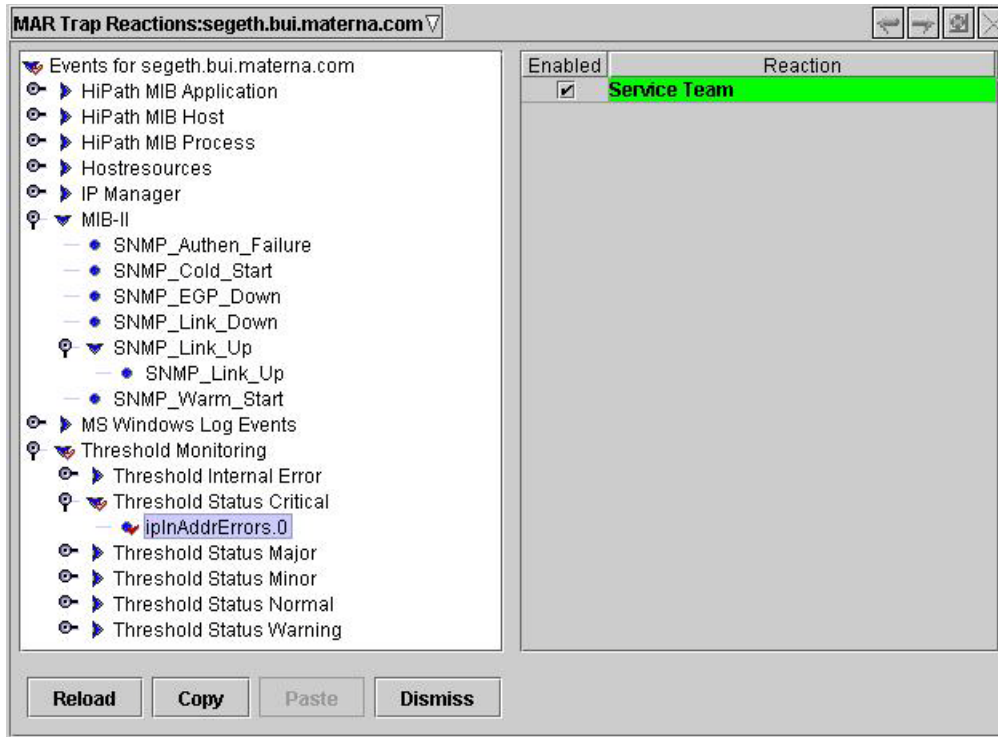 MAR Trap Reactions:segeth.bui.materna.com
Events for segeth.bui.materna.com
HiPath MIB Application
HiPath MIB Host
HiPath MIB Process
Hostresources
IP Manager
MIB-II
SNMP_Authen_Failure
SNMP_Cold_Start
SNMP_EGP_Down
SNMP_Link_Down
SNMP_Link_Up
SNMP_Link_Up
SNMP_Warm_Start
MS Windows Log Events
Threshold Monitoring
Threshold Internal Error
Threshold Status Critical
ipInAddrErrors.0
Threshold Status Major
Threshold Status Minor
Threshold Status Normal
Threshold Status Warning
Enabled Reaction
Service Team
Reload Copy Paste Dismiss